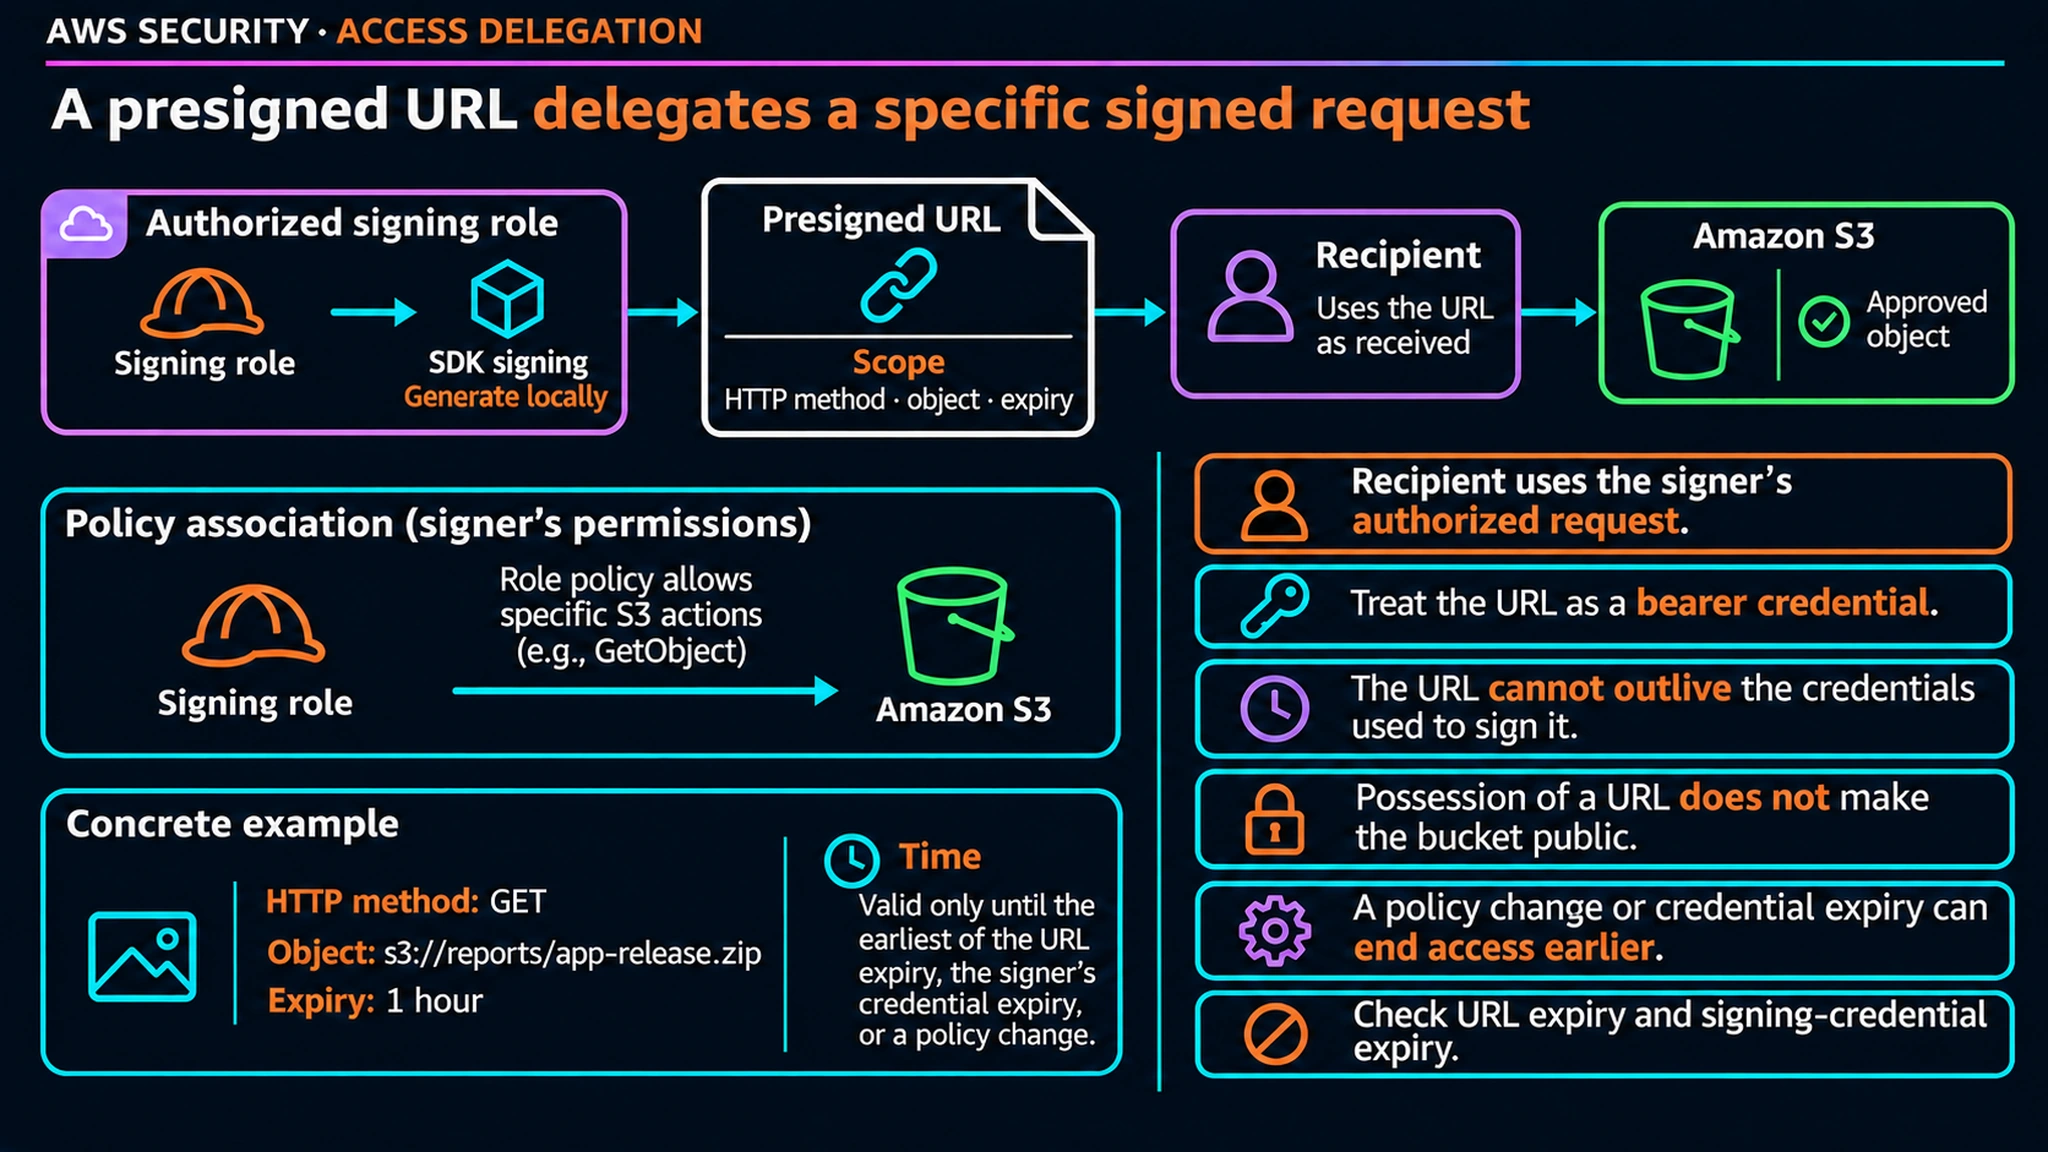 AWS SECURITY · ACCESS DELEGATION
A presigned URL delegates a specific signed request
Authorized signing role
Signing role
SDK signing
Generate locally
Presigned URL
Scope
HTTP method · object · expiry
Recipient
Uses the URL
as received
Amazon S3
Approved
object
Policy association (signer’s permissions)
Role policy allows
specific S3 actions
(e.g., GetObject)
Signing role
Amazon S3
Concrete example
HTTP method: GET
Object: s3://reports/app-release.zip
Expiry: 1 hour
Time
Valid only until the
earliest of the URL
expiry, the signer’s
credential expiry,
or a policy change.
Recipient uses the signer’s
authorized request.
Treat the URL as a bearer credential.
The URL cannot outlive the credentials
used to sign it.
Possession of a URL does not make
the bucket public.
A policy change or credential expiry can
end access earlier.
Check URL expiry and signing-credential
expiry.